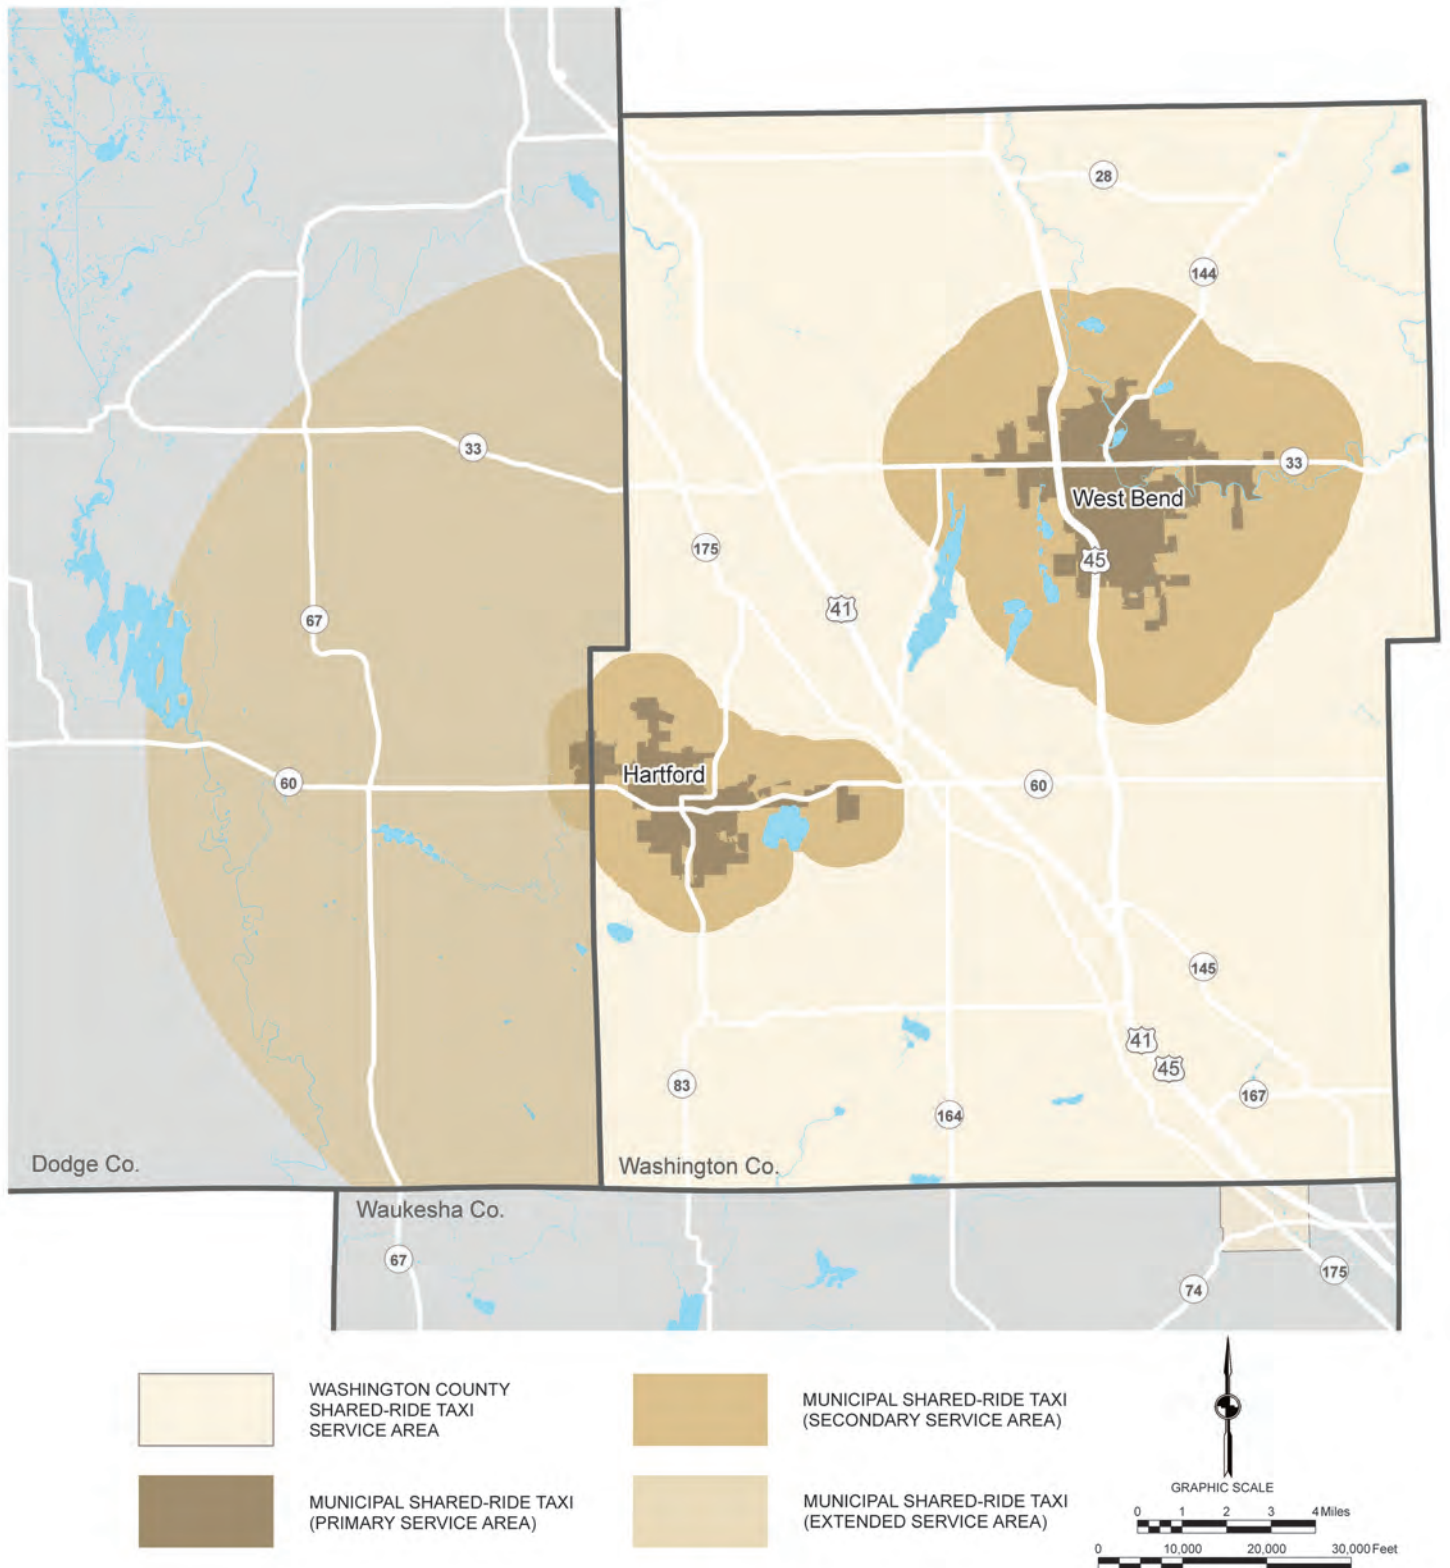 28
144
33
33
West Bend
175
45
41
67
Hartford
60
60
145
41
45
83
167
164
Dodge Co.
Washington Co.
Waukesha Co.
67
175
74
WASHINGTON COUNTY
SHARED-RIDE TAXI
SERVICE AREA
MUNICIPAL SHARED-RIDE TAXI
(SECONDARY SERVICE AREA)
MUNICIPAL SHARED-RIDE TAXI
(PRIMARY SERVICE AREA)
MUNICIPAL SHARED-RIDE TAXI
(EXTENDED SERVICE AREA)
GRAPHIC SCALE
0 1 2 3 4 Miles
0 10,000 20,000 30,000 Feet